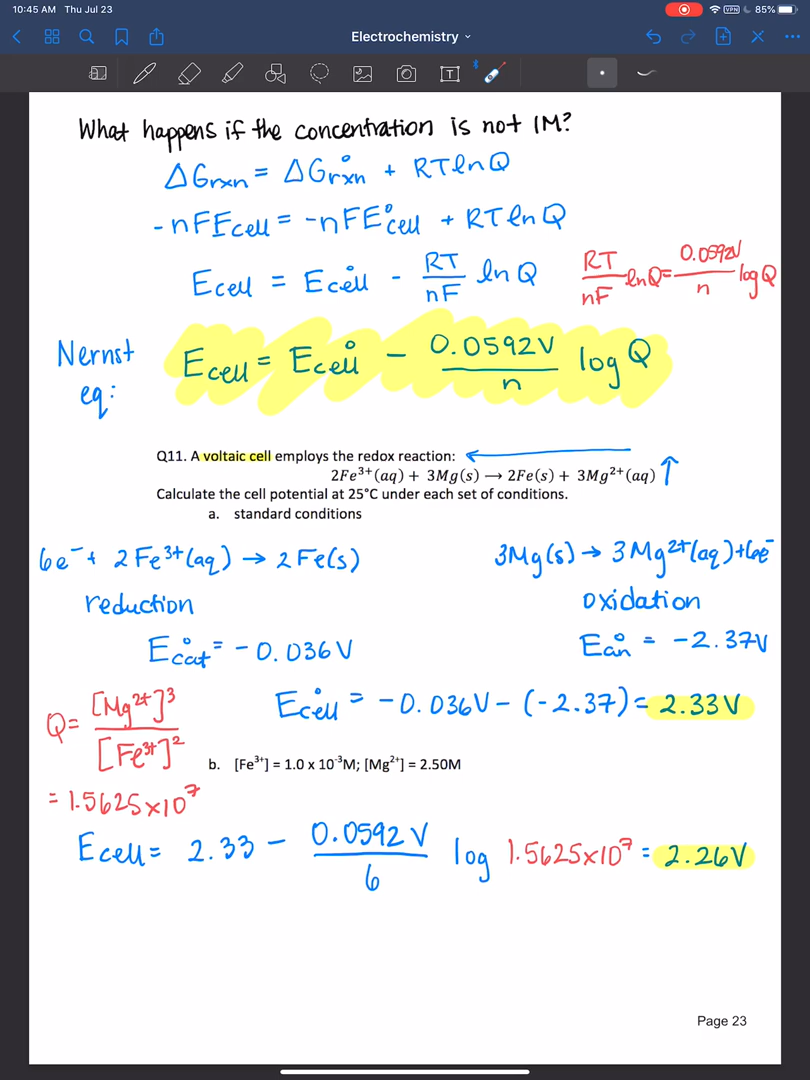 10:45 AM Thu Jul 23
VPN 85%
Electrochemistry
T
What happens if the concentration is not 1M?
ΔGrxn = ΔG°rxn + RTlnQ
-nFEcell = -nFE°cell + RTlnQ
Ecell = E°cell - RT/nF lnQ
RT/nF lnQ = 0.0592V/n logQ
Nernst eq:
Ecell = E°cell - 0.0592V/n log Q
Q11. A voltaic cell employs the redox reaction:
2Fe³⁺(aq) + 3Mg(s) → 2Fe(s) + 3Mg²⁺(aq) ↑
Calculate the cell potential at 25°C under each set of conditions.
a. standard conditions
6e⁻ + 2Fe³⁺(aq) → 2Fe(s)
reduction
E°cat = -0.036V
3Mg(s) → 3Mg²⁺(aq) + 6e⁻
oxidation
E°an = -2.37V
E°cell = -0.036V - (-2.37) = 2.33V
Q = [Mg²⁺]³/[Fe³⁺]²
= 1.5625x10⁷
b. [Fe³⁺] = 1.0 x 10⁻³M; [Mg²⁺] = 2.50M
Ecell = 2.33 - 0.0592V/6 log 1.5625x10⁷ = 2.26V
Page 23